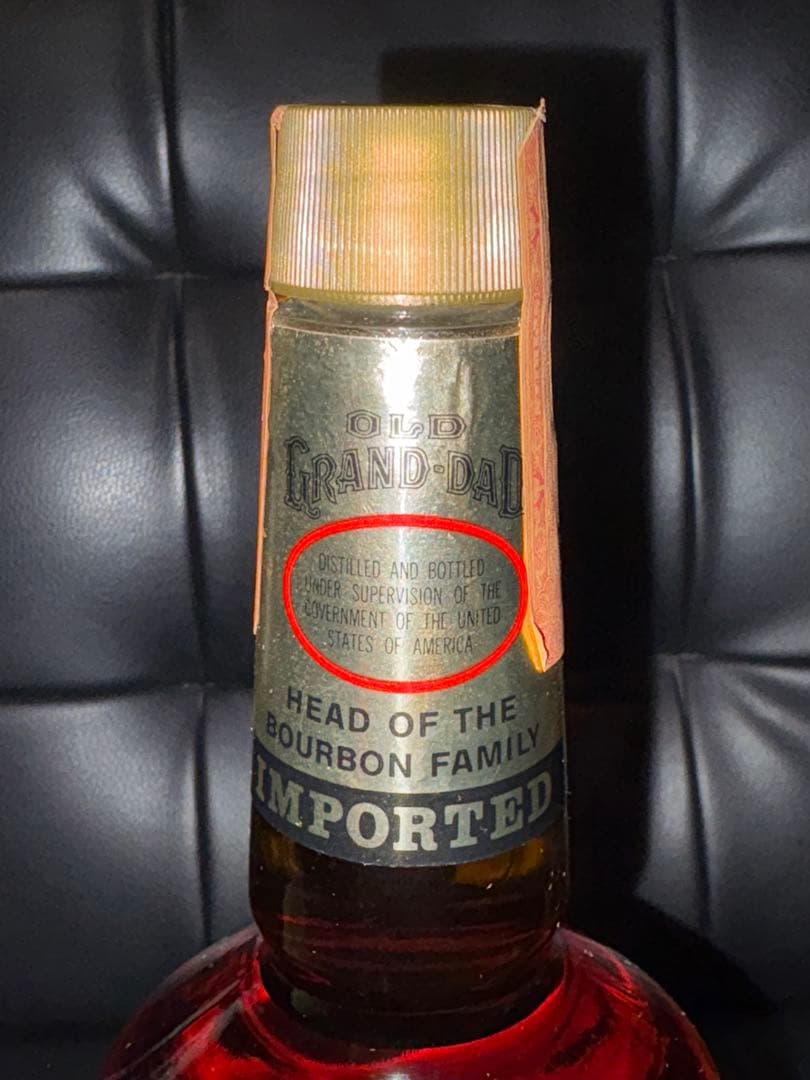 OLD
GRAND-DAD
DISTILLED AND BOTTLED
UNDER SUPERVISION OF THE
GOVERNMENT OF THE UNITED
STATES OF AMERICA
HEAD OF THE
BOURBON FAMILY
IMPORTED